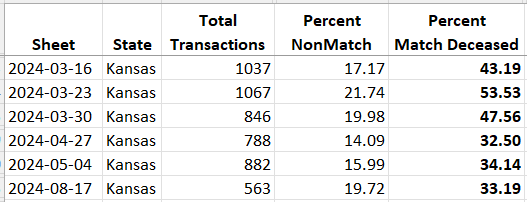 Total Percent Percent
Sheet State Transactions NonMatch Match Deceased
2024-03-16 Kansas 1037 17.17 43.19
2024-03-23 Kansas 1067 21.74 53.53
2024-03-30 Kansas 846 19.98 47.56
2024-04-27 Kansas 788 14.09 32.50
2024-05-04 Kansas 882 15.99 34.14
2024-08-17 Kansas 563 19.72 33.19